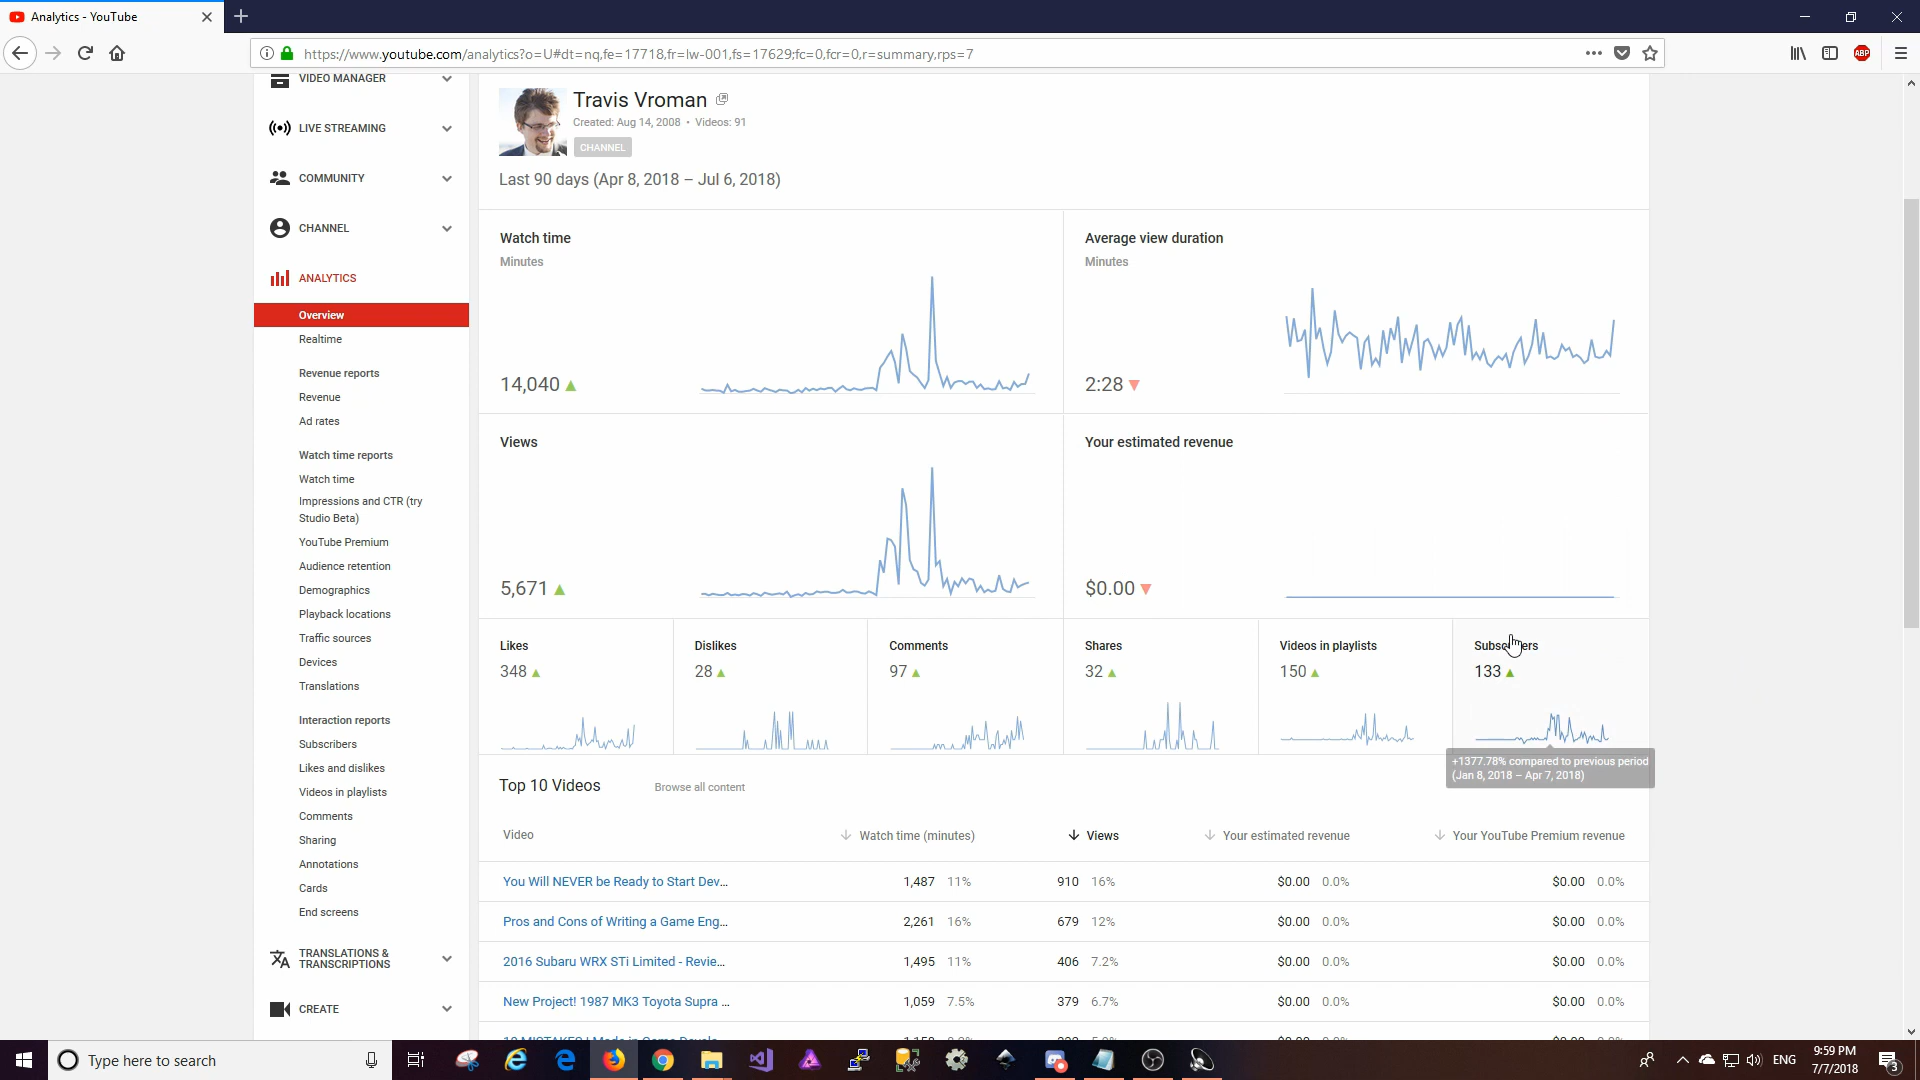 Analytics - YouTube
https://www.youtube.com/analytics?o=U#dt=nq,fe=17718,fr=lw-001,fs=17629;fc=0,fcr=0,r=summary,rps=7
ABP
VIDEO MANAGER
LIVE STREAMING
COMMUNITY
CHANNEL
ANALYTICS
Overview
Realtime
Revenue reports
Revenue
Ad rates
Watch time reports
Watch time
Impressions and CTR (try
Studio Beta)
YouTube Premium
Audience retention
Demographics
Playback locations
Traffic sources
Devices
Translations
Interaction reports
Subscribers
Likes and dislikes
Videos in playlists
Comments
Sharing
Annotations
Cards
End screens
TRANSLATIONS &
TRANSCRIPTIONS
CREATE
Travis Vroman
Created: Aug 14, 2008 • Videos: 91
CHANNEL
Last 90 days (Apr 8, 2018 – Jul 6, 2018)
Watch time
Minutes
14,040
Average view duration
Minutes
2:28
Views
5,671
Your estimated revenue
$0.00
Likes
348
Dislikes
28
Comments
97
Shares
32
Videos in playlists
150
Subscribers
133
+1377.78% compared to previous period
(Jan 8, 2018 – Apr 7, 2018)
Top 10 Videos Browse all content
Video Watch time (minutes) Views Your estimated revenue Your YouTube Premium revenue
You Will NEVER be Ready to Start Dev... 1,487 11% 910 16% $0.00 0.0% $0.00 0.0%
Pros and Cons of Writing a Game Eng... 2,261 16% 679 12% $0.00 0.0% $0.00 0.0%
2016 Subaru WRX STi Limited - Revie... 1,495 11% 406 7.2% $0.00 0.0% $0.00 0.0%
New Project! 1987 MK3 Toyota Supra ... 1,059 7.5% 379 6.7% $0.00 0.0% $0.00 0.0%
Type here to search
ENG
9:59 PM
7/7/2018
3